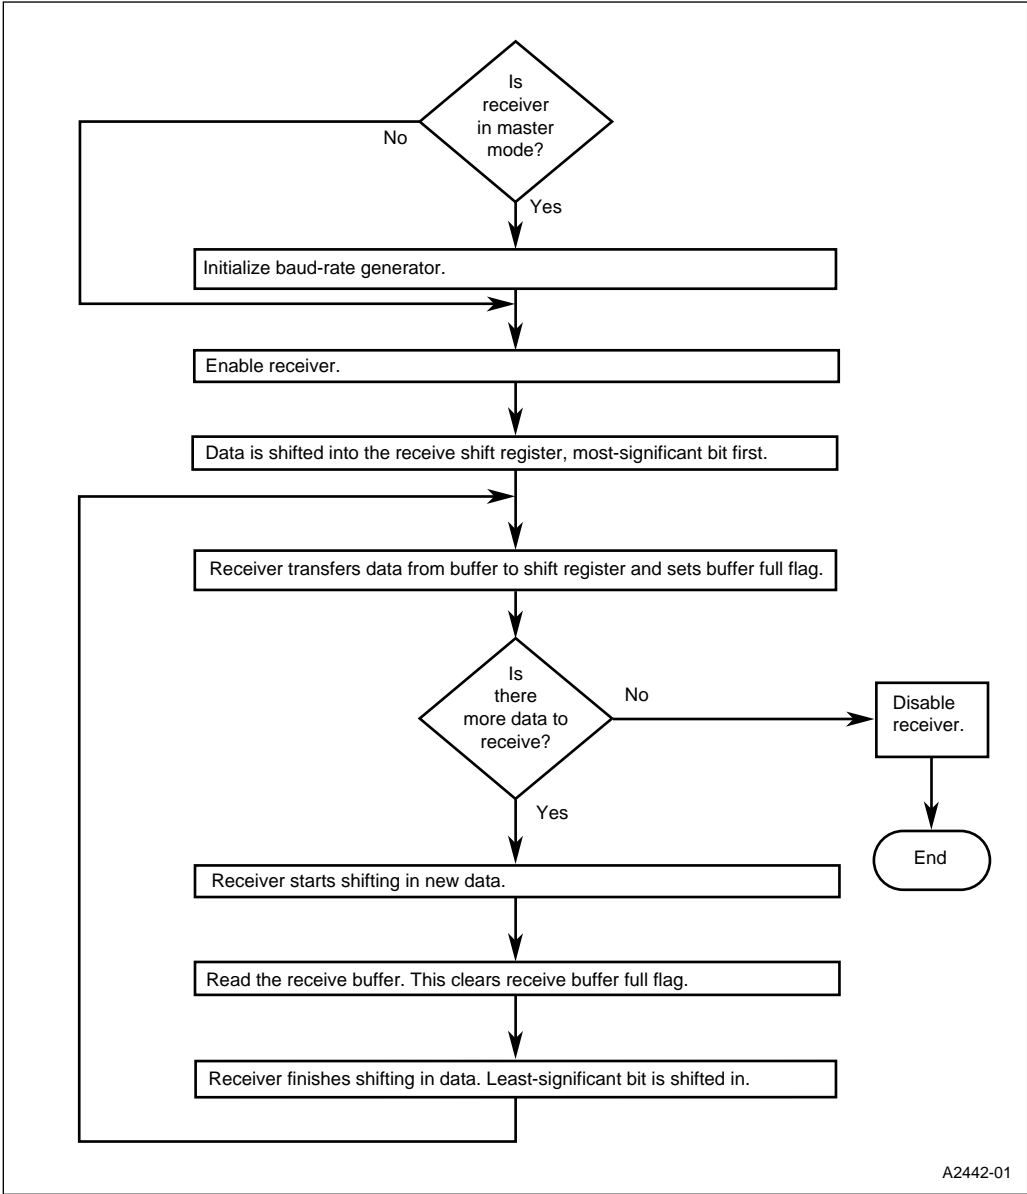 Is
receiver
in master
mode?
No
Yes
Initialize baud-rate generator.
Enable receiver.
Data is shifted into the receive shift register, most-significant bit first.
Receiver transfers data from buffer to shift register and sets buffer full flag.
Is
there
more data to
receive?
No
Disable
receiver.
Yes
End
Receiver starts shifting in new data.
Read the receive buffer. This clears receive buffer full flag.
Receiver finishes shifting in data. Least-significant bit is shifted in.
A2442-01